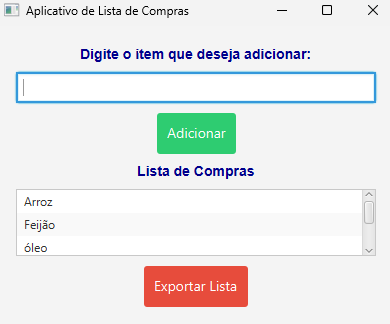 Aplicativo de Lista de Compras
Digite o item que deseja adicionar:
Adicionar
Lista de Compras
Arroz
Feijão
óleo
Exportar Lista